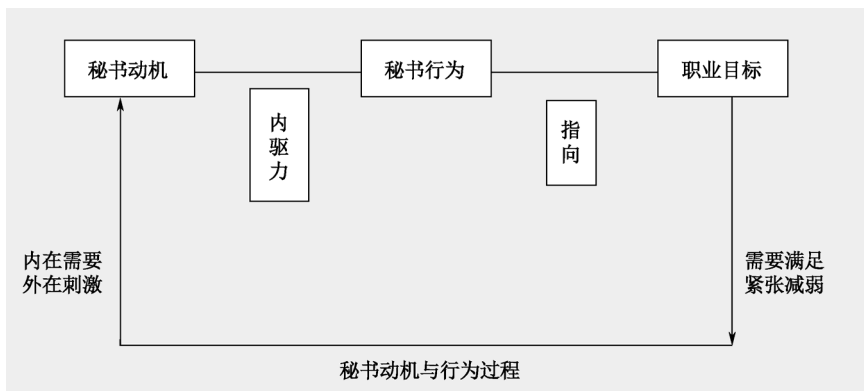 秘书动机
秘书行为
职业目标
内驱力
指向
内在需要
外在刺激
需要满足
紧张减弱
秘书动机与行为过程